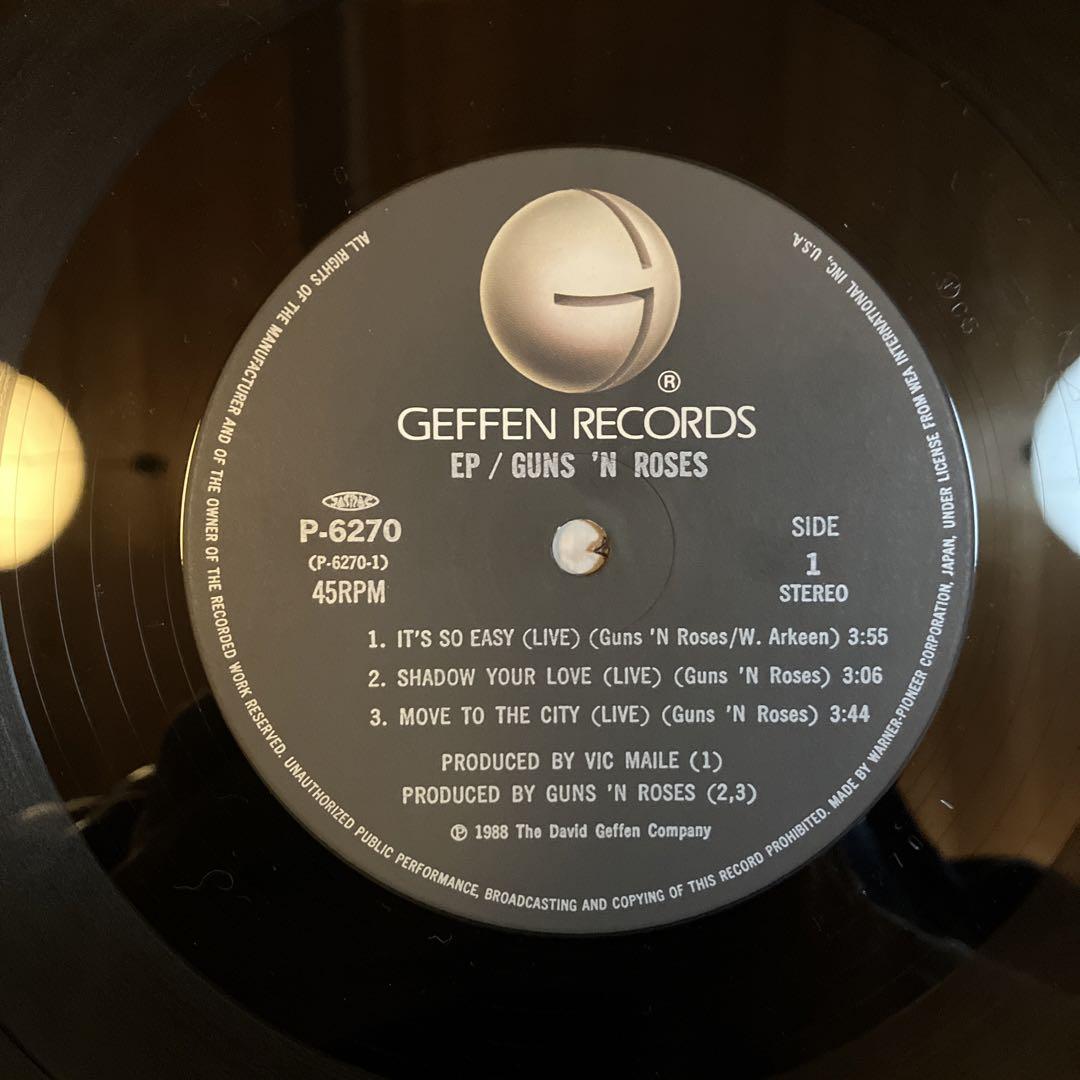 GEFFEN RECORDS
EP / GUNS 'N ROSES
JASRAC
P-6270
(P-6270-1)
45RPM
SIDE
1
STEREO
1. IT'S SO EASY (LIVE) (Guns 'N Roses/W. Arkeen) 3:55
2. SHADOW YOUR LOVE (LIVE) (Guns 'N Roses) 3:06
3. MOVE TO THE CITY (LIVE) (Guns 'N Roses) 3:44
PRODUCED BY VIC MAILE (1)
PRODUCED BY GUNS 'N ROSES (2,3)
℗ 1988 The David Geffen Company
ALL RIGHTS OF THE MANUFACTURER AND OF THE OWNER OF THE RECORDED WORK RESERVED. UNAUTHORIZED PUBLIC PERFORMANCE, BROADCASTING AND COPYING OF THIS RECORD PROHIBITED. MADE BY WARNER-PIONEER CORPORATION, JAPAN, UNDER LICENSE FROM WEA INTERNATIONAL INC., U.S.A.